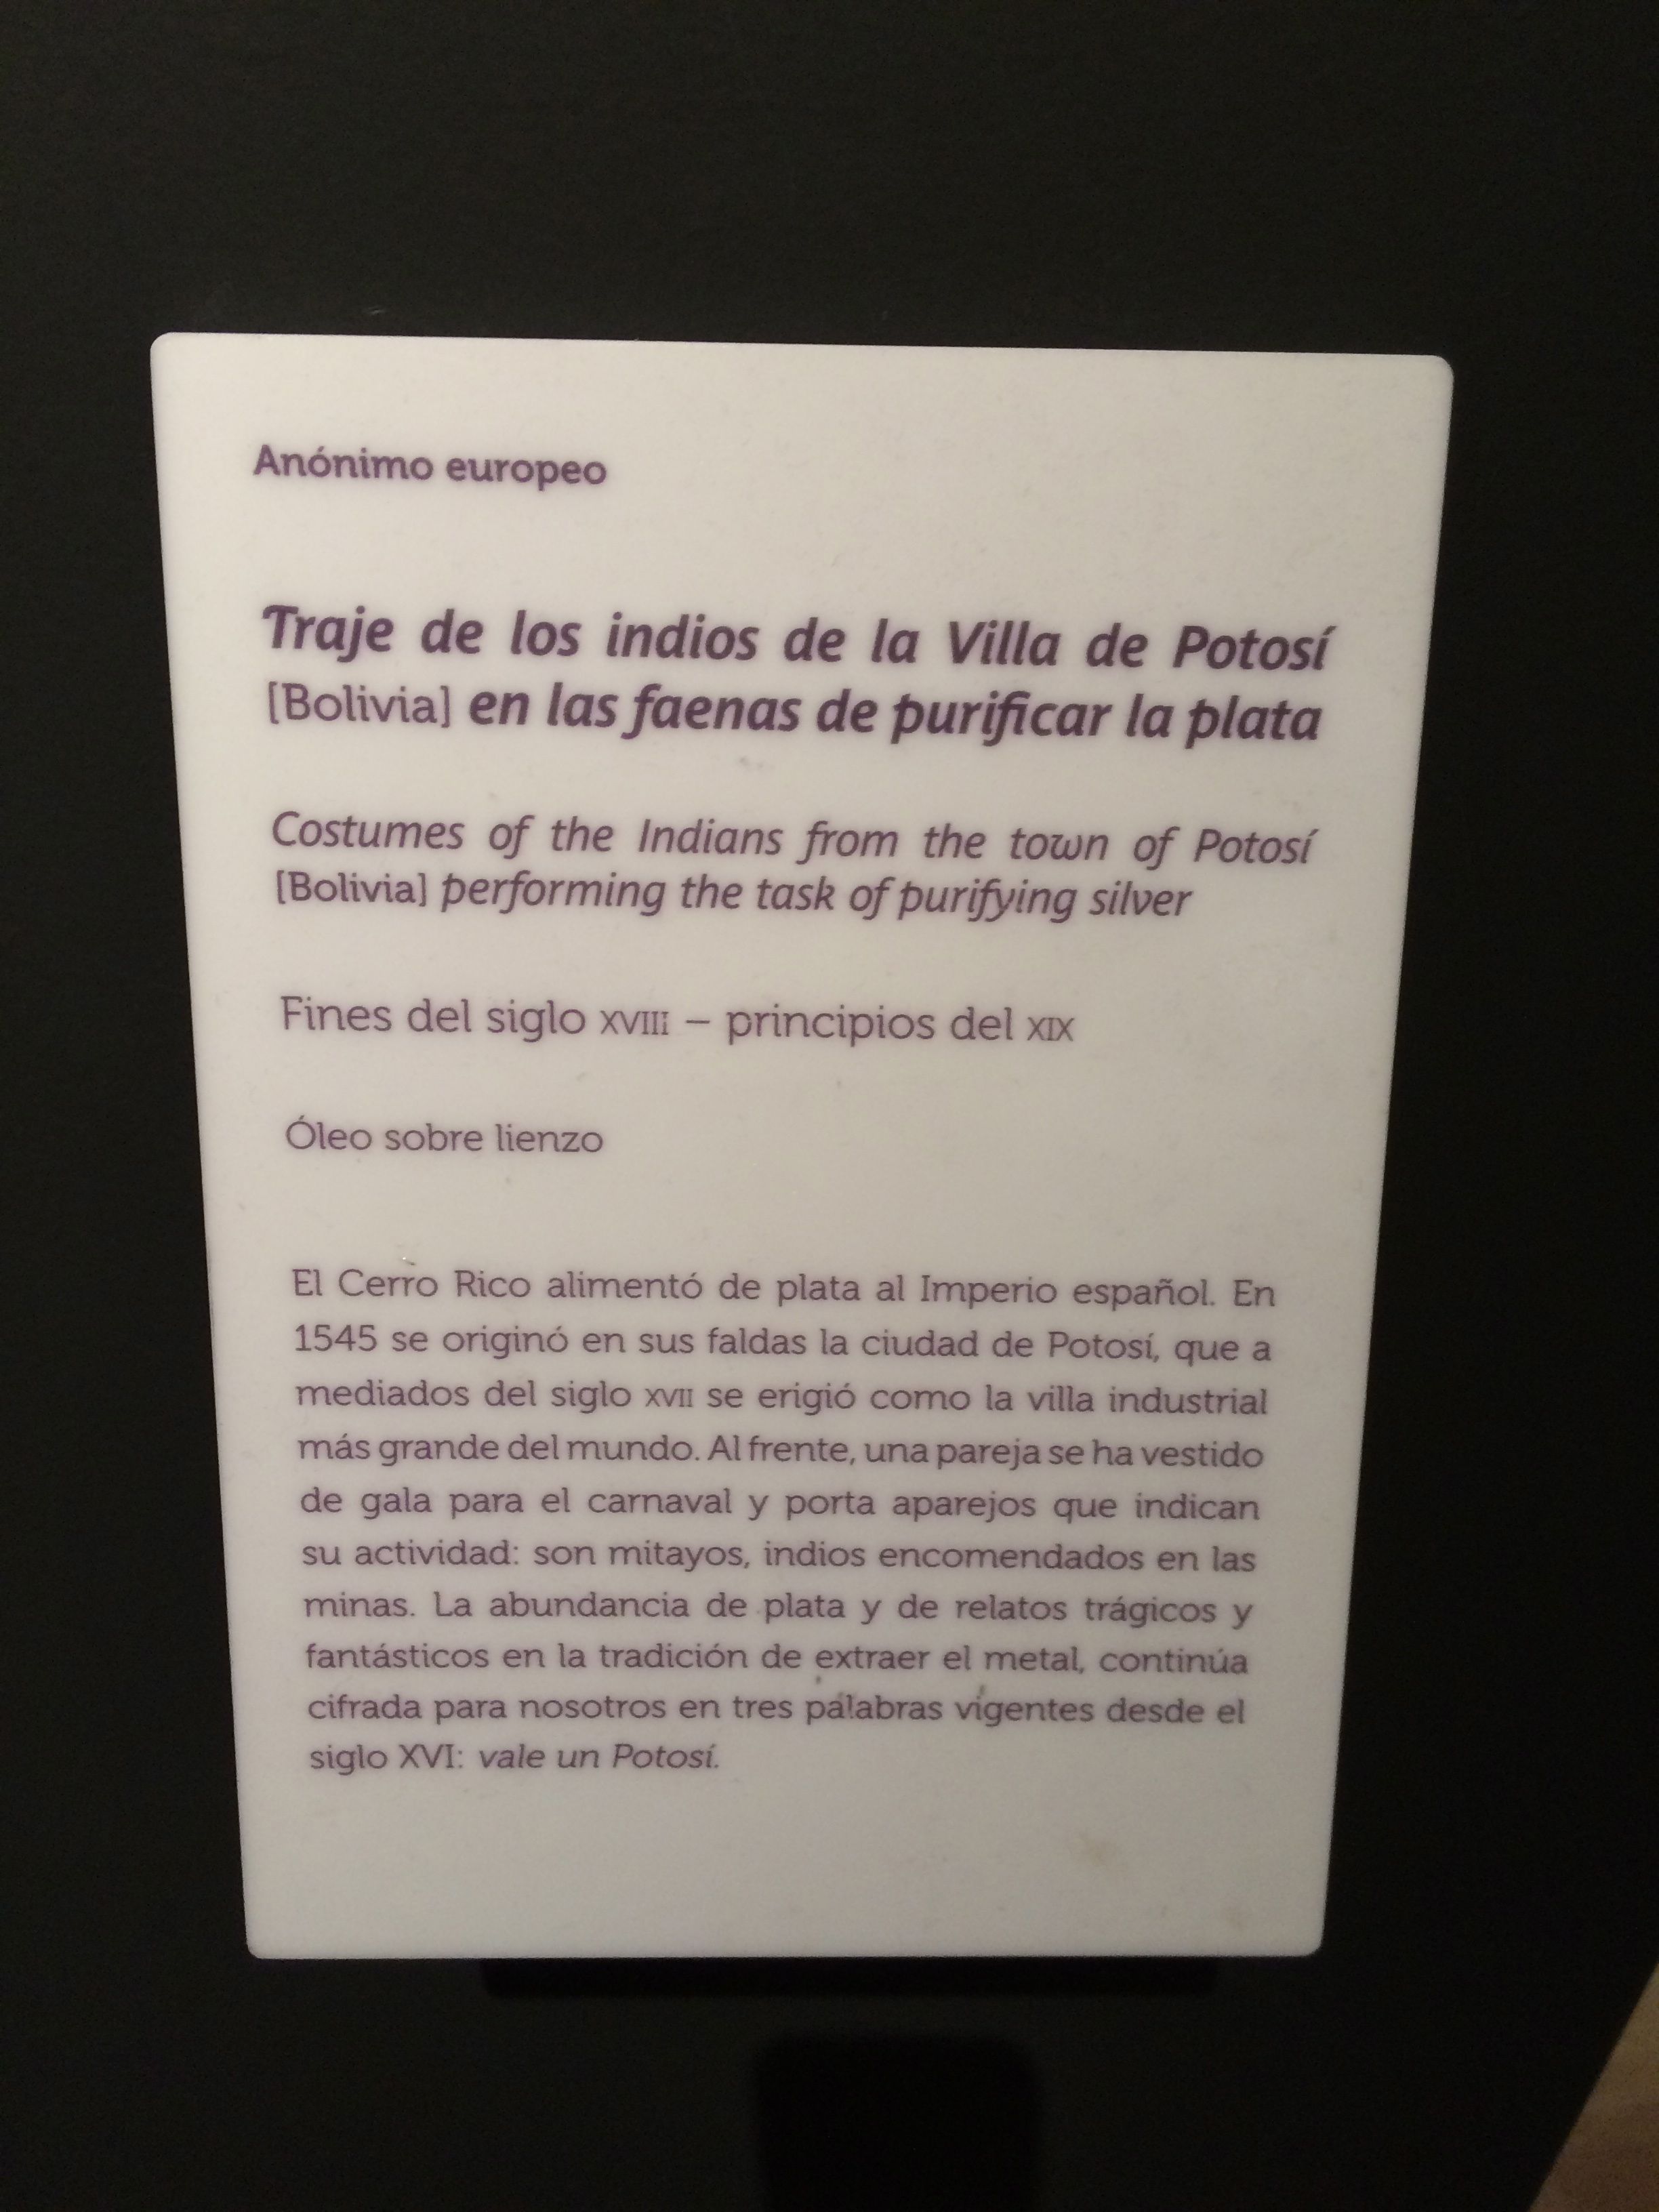 Anónimo europeo
Traje de los indios de la Villa de Potosí
[Bolivia] en las faenas de purificar la plata
Costumes of the Indians from the town of Potosí
[Bolivia] performing the task of purifying silver
Fines del siglo XVIII – principios del XIX
Óleo sobre lienzo
El Cerro Rico alimentó de plata al Imperio español. En
1545 se originó en sus faldas la ciudad de Potosí, que a
mediados del siglo XVII se erigió como la villa industrial
más grande del mundo. Al frente, una pareja se ha vestido
de gala para el carnaval y porta aparejos que indican
su actividad: son mitayos, indios encomendados en las
minas. La abundancia de plata y de relatos trágicos y
fantásticos en la tradición de extraer el metal, continúa
cifrada para nosotros en tres palabras vigentes desde el
siglo XVI: vale un Potosí.